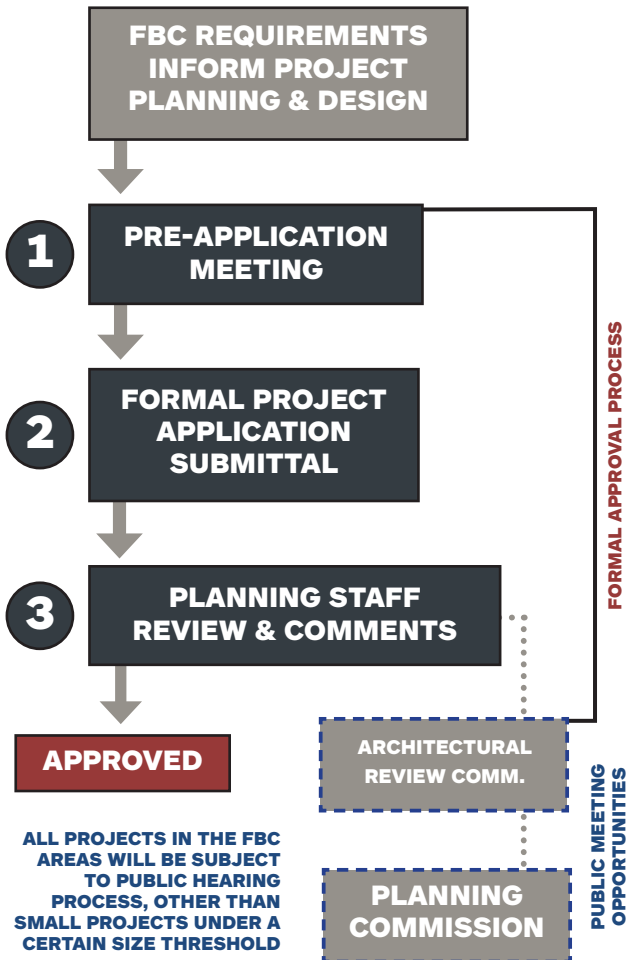 FBC REQUIREMENTS
INFORM PROJECT
PLANNING & DESIGN
1
PRE-APPLICATION
MEETING
2
FORMAL PROJECT
APPLICATION
SUBMITTAL
3
PLANNING STAFF
REVIEW & COMMENTS
FORMAL APPROVAL PROCESS
APPROVED
ARCHITECTURAL
REVIEW COMM.
PLANNING
COMMISSION
PUBLIC MEETING
OPPORTUNITIES
ALL PROJECTS IN THE FBC
AREAS WILL BE SUBJECT
TO PUBLIC HEARING
PROCESS, OTHER THAN
SMALL PROJECTS UNDER A
CERTAIN SIZE THRESHOLD